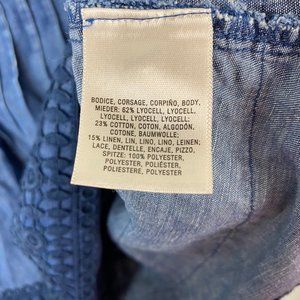 BODICE, CORSAGE, CORPIÑO, BODY,
MIEDER: 62% LYOCELL, LYOCELL,
LYOCELL, LYOCELL, LYOCELL;
23% COTTON, COTON, ALGODÓN,
COTONE, BAUMWOLLE;
15% LINEN, LIN, LINO, LINO, LEINEN;
LACE, DENTELLE, ENCAJE, PIZZO,
SPITZE: 100% POLYESTER,
POLYESTER, POLIÉSTER,
POLIESTERE, POLYESTER